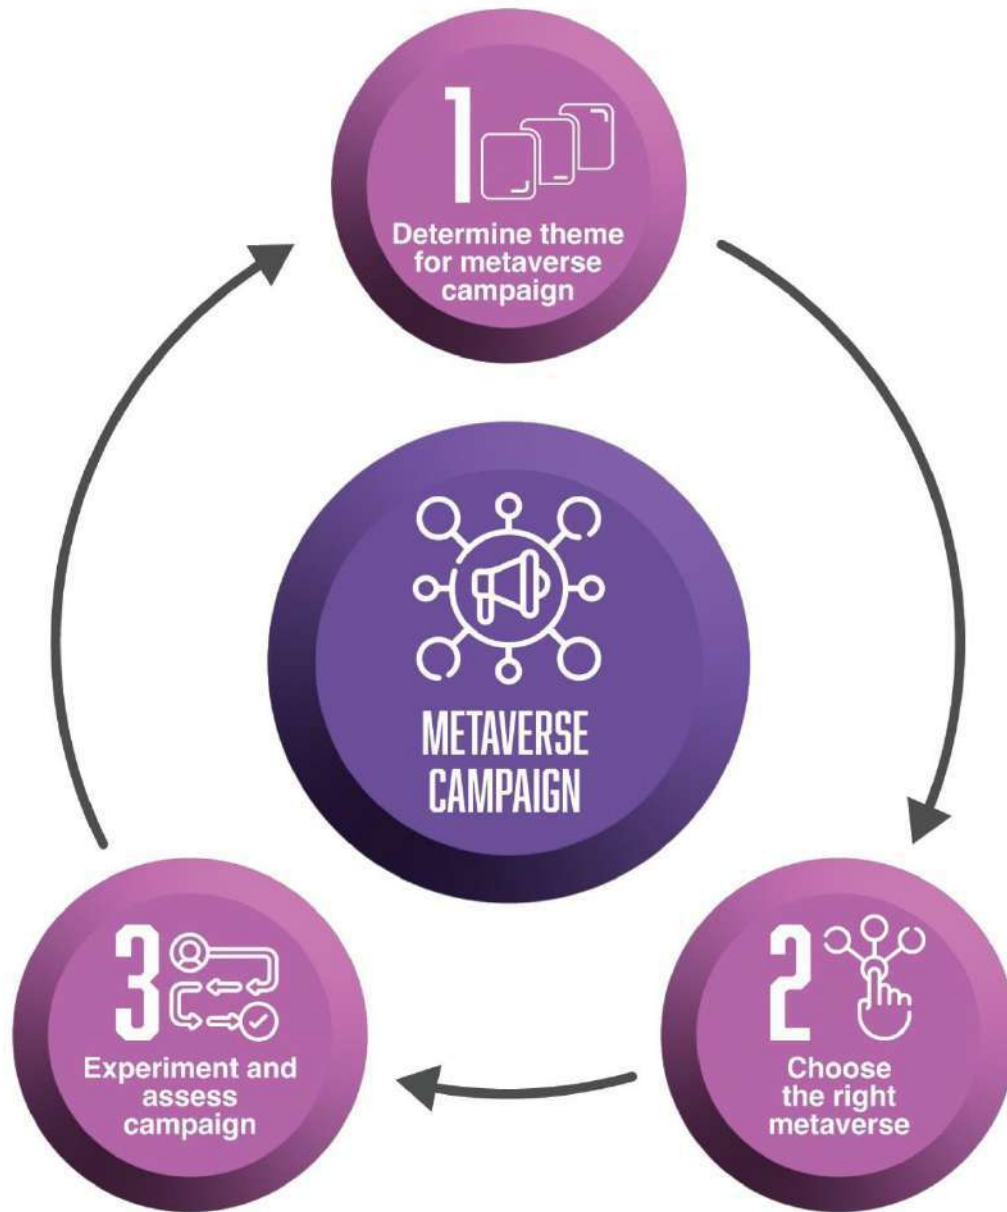 1
Determine theme
for metaverse
campaign
METAVERSE
CAMPAIGN
2
Choose
the right
metaverse
3
Experiment and
assess
campaign